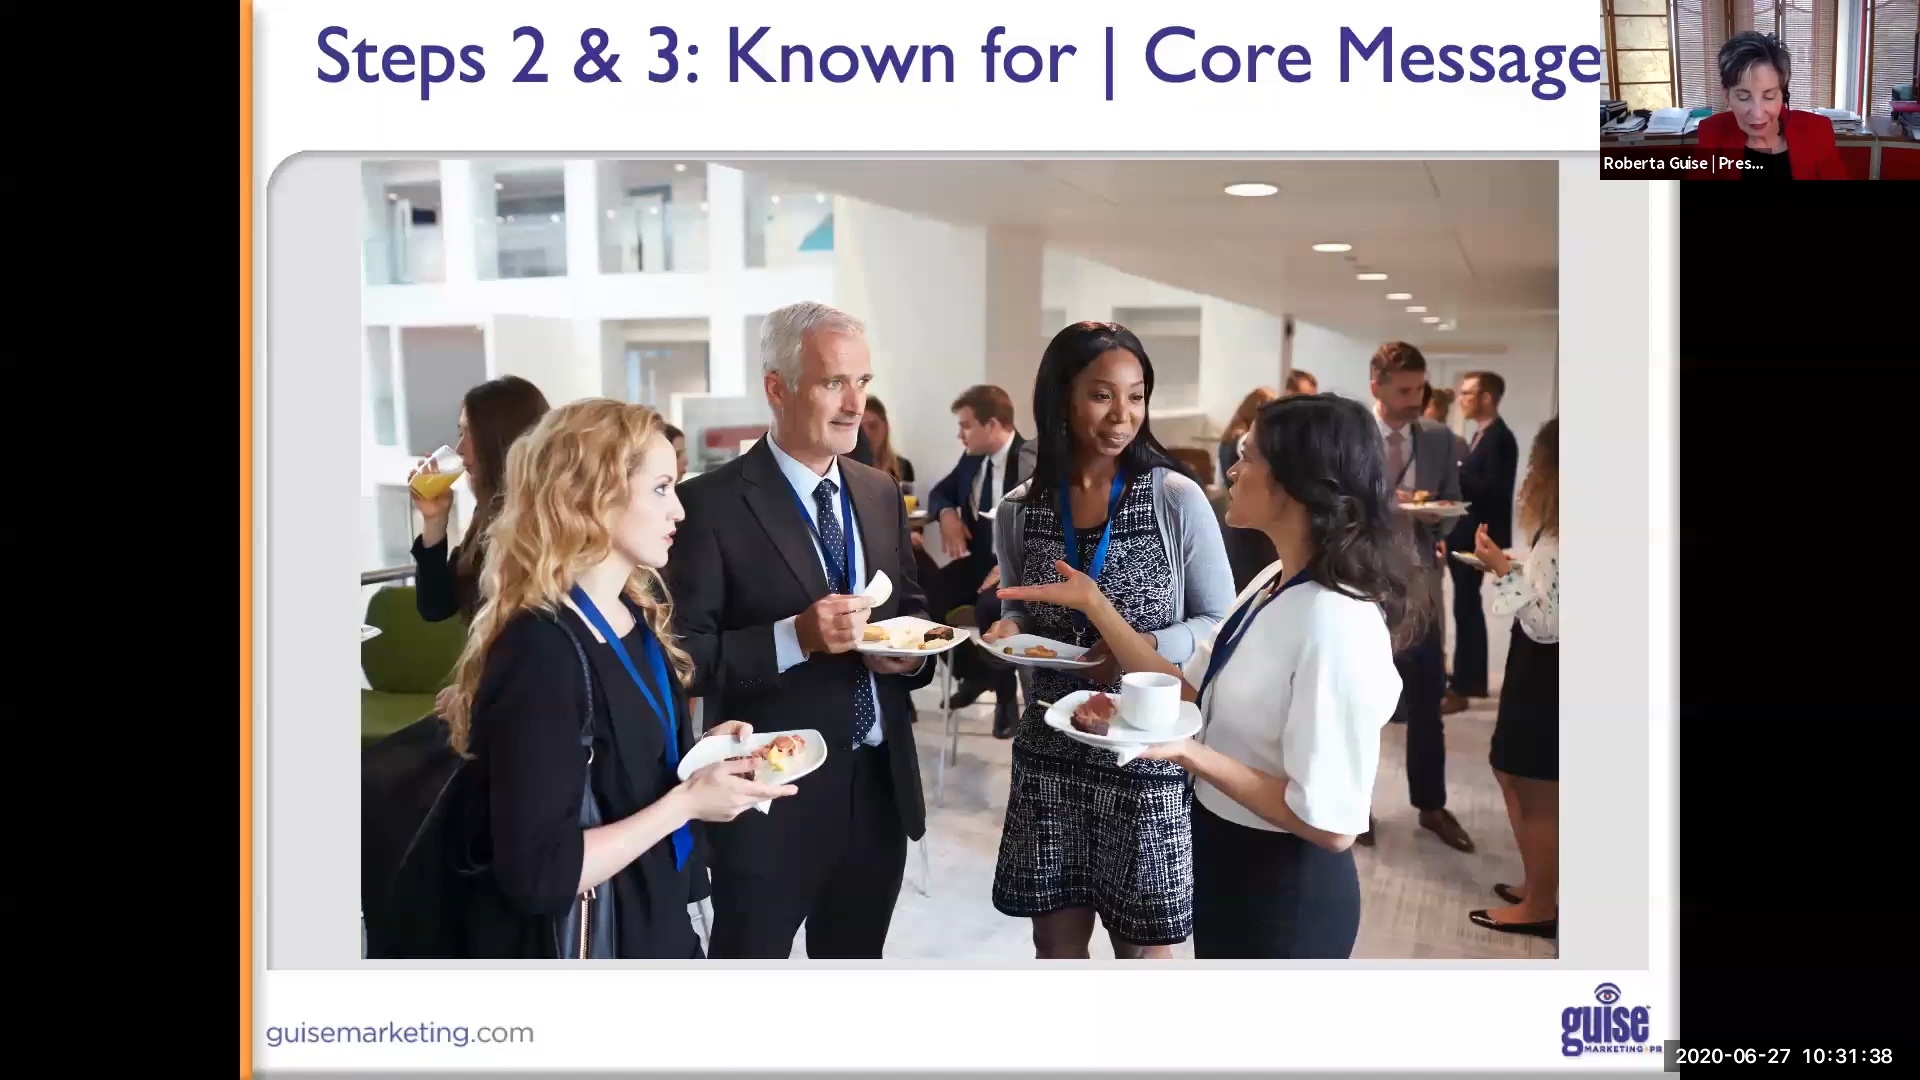 Steps 2 & 3: Known for | Core Message
Roberta Guise | Pres...
guisemarketing.com
guise
MARKETING+PR
2020-06-27 10:31:38